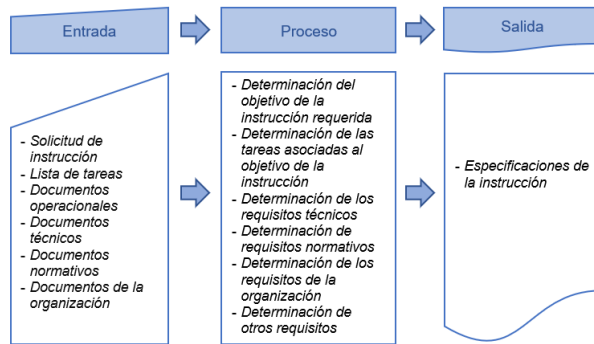 Entrada
Proceso
Salida
- Solicitud de
instrucción
- Lista de tareas
- Documentos
operacionales
- Documentos
técnicos
- Documentos
normativos
- Documentos de la
organización
- Determinación del
objetivo de la
instrucción requerida
- Determinación de las
tareas asociadas al
objetivo de la
instrucción
- Determinación de los
requisitos técnicos
- Determinación de
requisitos normativos
- Determinación de los
requisitos de la
organización
- Determinación de
otros requisitos
- Especificaciones de
la instrucción